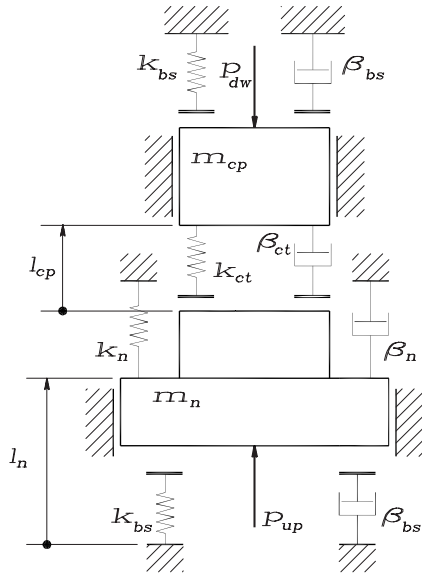 k_bs
p_dw
β_bs
m_cp
l_cp
k_ct
β_ct
k_n
β_n
m_n
l_n
k_bs
p_up
β_bs